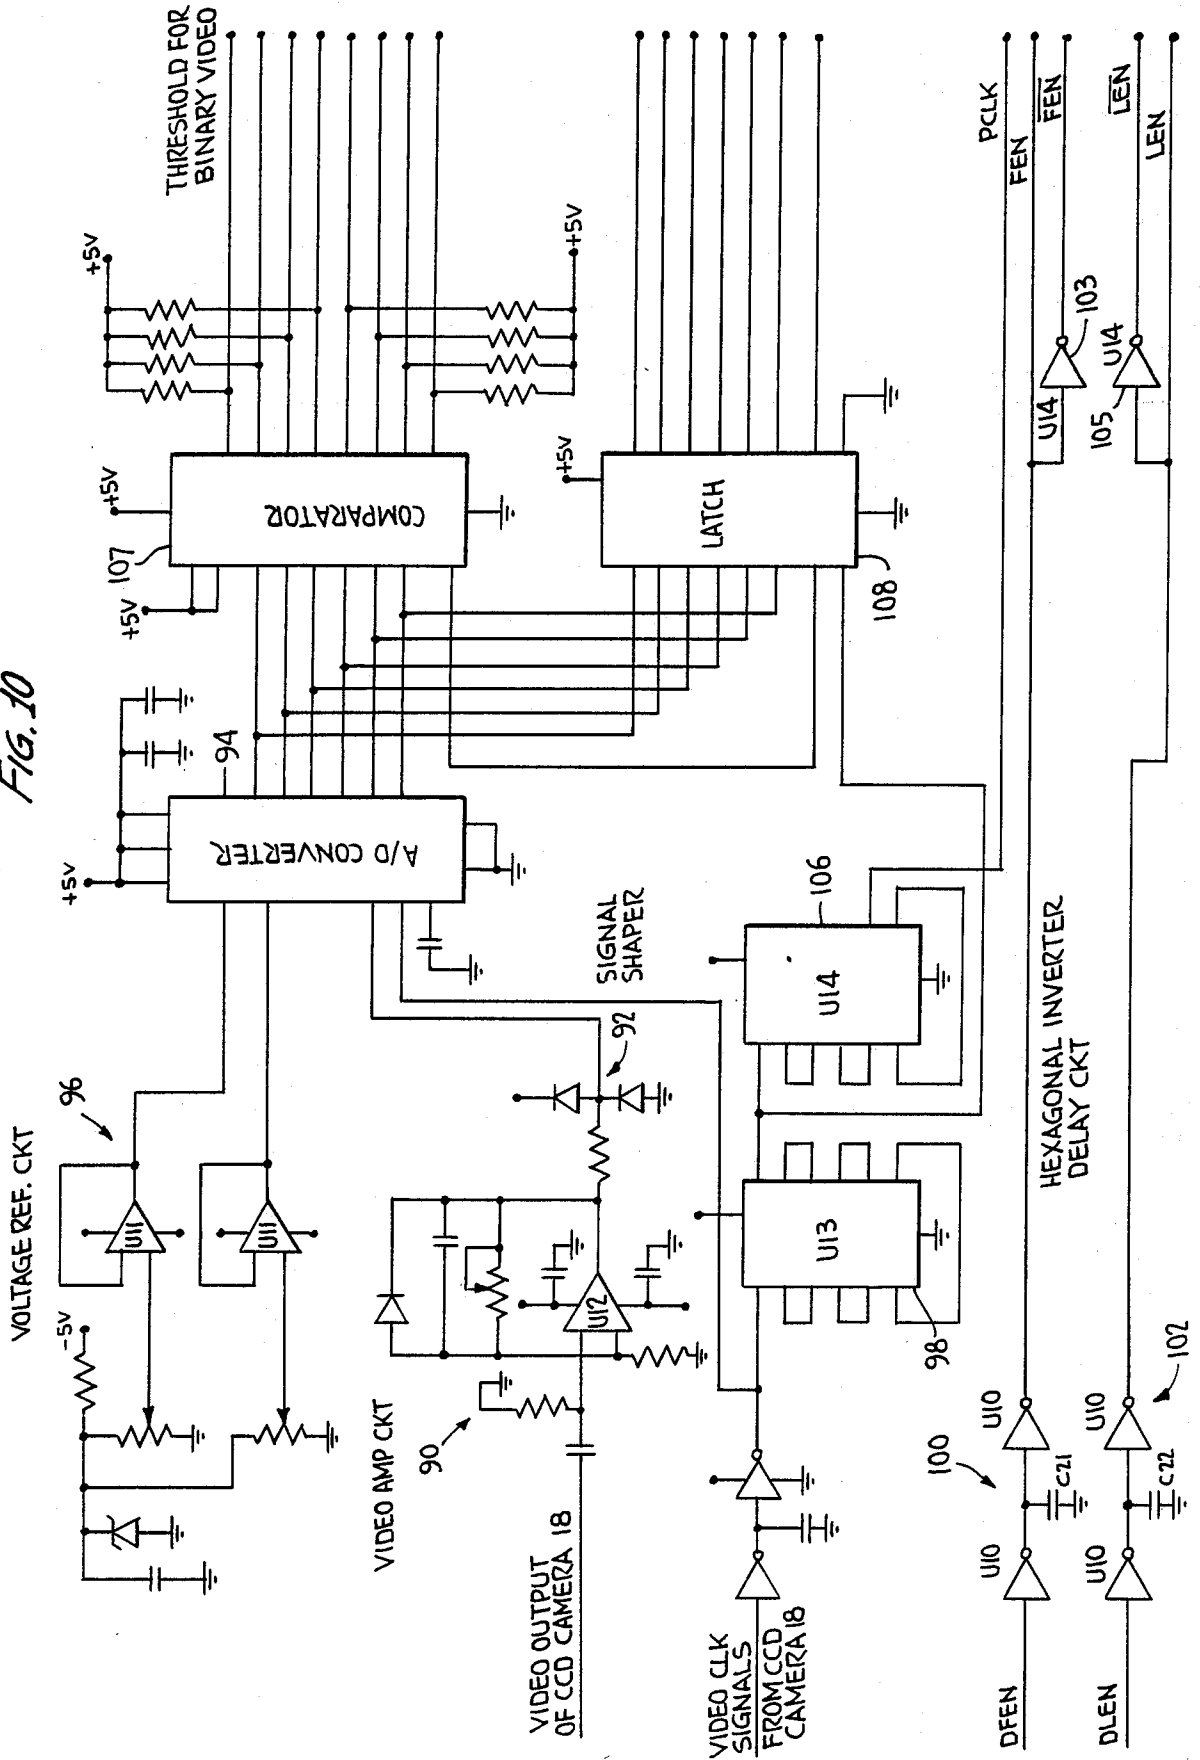 FIG. 10
VOLTAGE REF. CKT
-5V
96
U11
U11
+5V
94
A/D CONVERTER
+5V
107
+5V
COMPARATOR
+5V
THRESHOLD FOR
BINARY VIDEO
+5V
VIDEO AMP CKT
90
U12
92
SIGNAL
SHAPER
VIDEO OUTPUT
OF CCD CAMERA 18
+5V
LATCH
108
VIDEO CLK
SIGNALS
FROM CCD
CAMERA 18
U13
98
U14
106
HEXAGONAL INVERTER
DELAY CKT
PCLK
FEN
FEN
DFEN
U10
100
C21
U10
U14
103
DLEN
U10
C22
U10
102
105
U14
LEN
LEN